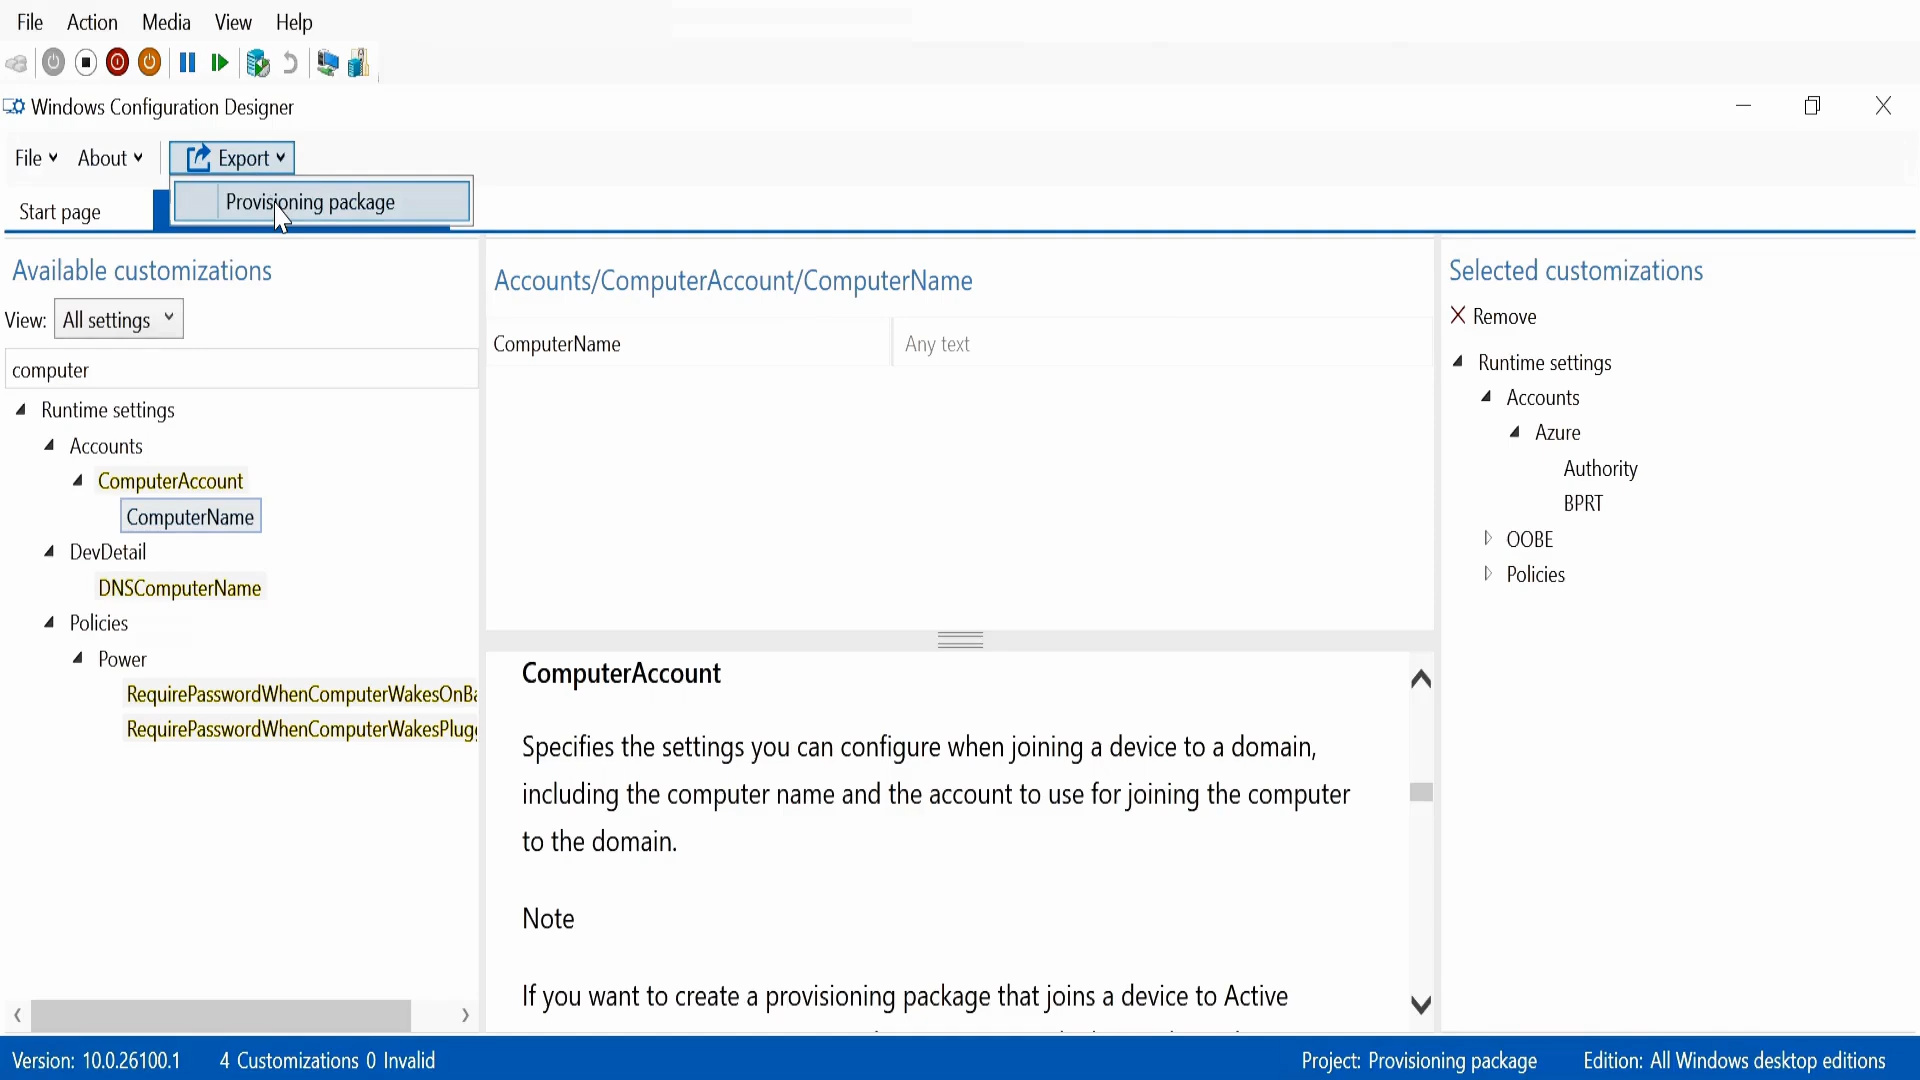 File Action Media View Help
Windows Configuration Designer
File About Export
Provisioning package
Start page
Available customizations
View: All settings
computer
Runtime settings
Accounts
ComputerAccount
ComputerName
DevDetail
DNSComputerName
Policies
Power
RequirePasswordWhenComputerWakesOnBa
RequirePasswordWhenComputerWakesPlugg
Accounts/ComputerAccount/ComputerName
ComputerName Any text
ComputerAccount
Specifies the settings you can configure when joining a device to a domain,
including the computer name and the account to use for joining the computer
to the domain.
Note
If you want to create a provisioning package that joins a device to Active
Selected customizations
Remove
Runtime settings
Accounts
Azure
Authority
BPRT
OOBE
Policies
Version: 10.0.26100.1 4 Customizations 0 Invalid Project: Provisioning package Edition: All Windows desktop editions